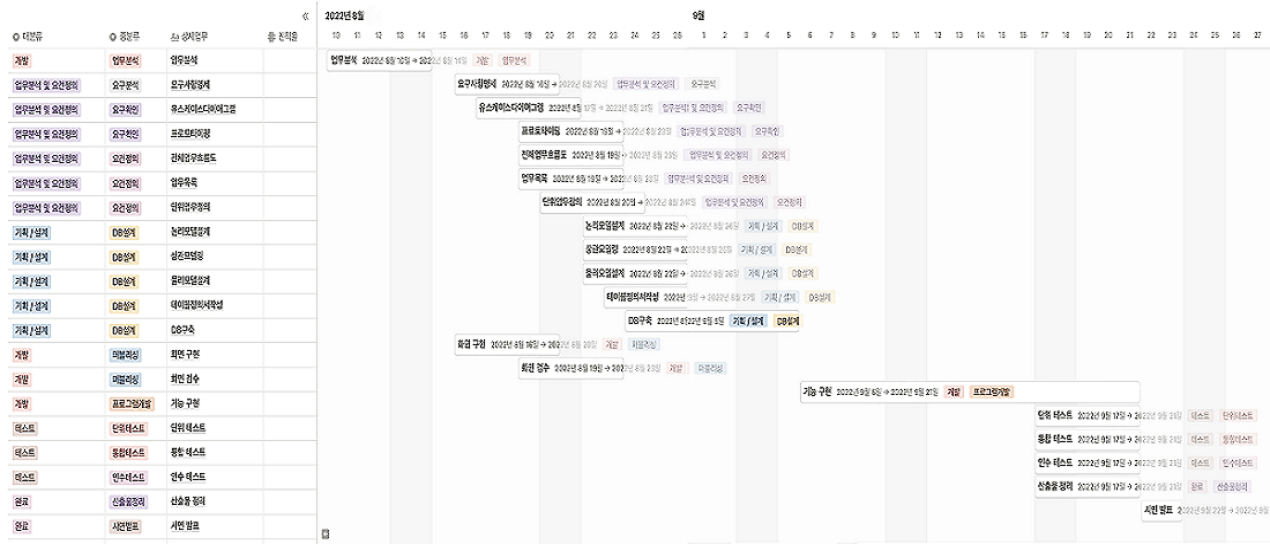 2022년 8월 9월
대분류 중분류 상세업무 진척율
10 11 12 13 14 15 16 17 18 19 20 21 22 23 24 25 26 1 2 3 4 5 6 7 8 9 10 11 12 13 14 15 16 17 18 19 20 21 22 23 24 25 26 27
개발 업무분석 업무분석 업무분석 2022년 8월 10일 → 2022년 8월 14일 개발 업무분석
업무분석 및 요건정의 요구분석 요구사항명세 요구사항명세 2022년 8월 16일 → 2022년 8월 20일 업무분석 및 요건정의 요구분석
업무분석 및 요건정의 요구확인 유스케이스다이어그램 유스케이스다이어그램 2022년 8월 17일 → 2022년 8월 21일 업무분석 및 요건정의 요구확인
업무분석 및 요건정의 요구확인 프로토타이핑 프로토타이핑 2022년 8월 19일 → 2022년 8월 23일 업무분석 및 요건정의 요구확인
업무분석 및 요건정의 요건정의 전체업무흐름도 전체업무흐름도 2022년 8월 19일 → 2022년 8월 23일 업무분석 및 요건정의 요건정의
업무분석 및 요건정의 요건정의 업무목록 업무목록 2022년 8월 19일 → 2022년 8월 23일 업무분석 및 요건정의 요건정의
업무분석 및 요건정의 요건정의 단위업무정의 단위업무정의 2022년 8월 20일 → 2022년 8월 24일 업무분석 및 요건정의 요건정의
기획 / 설계 DB설계 논리모델설계 논리모델설계 2022년 8월 22일 → 2022년 8월 26일 기획 / 설계 DB설계
기획 / 설계 DB설계 2022년 8월 22일 → 2022년 8월 26일 기획 / 설계 DB설계
기획 / 설계 DB설계 물리모델설계 물리모델설계 2022년 8월 22일 → 2022년 8월 26일 기획 / 설계 DB설계
기획 / 설계 DB설계 테이블정의서작성 테이블정의서작성 2022년 → 2022년 8월 27일 기획 / 설계 DB설계
기획 / 설계 DB설계 DB구축 DB구축 기획 / 설계 DB설계
개발 퍼블리싱 화면 구현 화면 구현 2022년 8월 16일 → 2022년 8월 20일 개발 퍼블리싱
개발 퍼블리싱 화면 검수 화면 검수 2022년 8월 19일 → 2022년 8월 23일 개발 퍼블리싱
개발 프로그램개발 기능 구현 기능 구현 2022년 9월 6일 → 2022년 9월 21일 개발 프로그램개발
테스트 단위테스트 단위 테스트 단위 테스트 2022년 9월 17일 → 2022년 9월 21일 테스트 단위테스트
테스트 통합테스트 통합 테스트 통합 테스트 2022년 9월 17일 → 2022년 9월 21일 테스트 통합테스트
테스트 인수테스트 인수 테스트 인수 테스트 2022년 9월 17일 → 2022년 9월 21일 테스트 인수테스트
완료 산출물정리 산출물 정리 산출물 정리 2022년 9월 17일 → 2022년 9월 21일 완료 산출물정리
완료 시연발표 시연 발표 시연 발표 2022년 9월 22일 → 2022년 9월